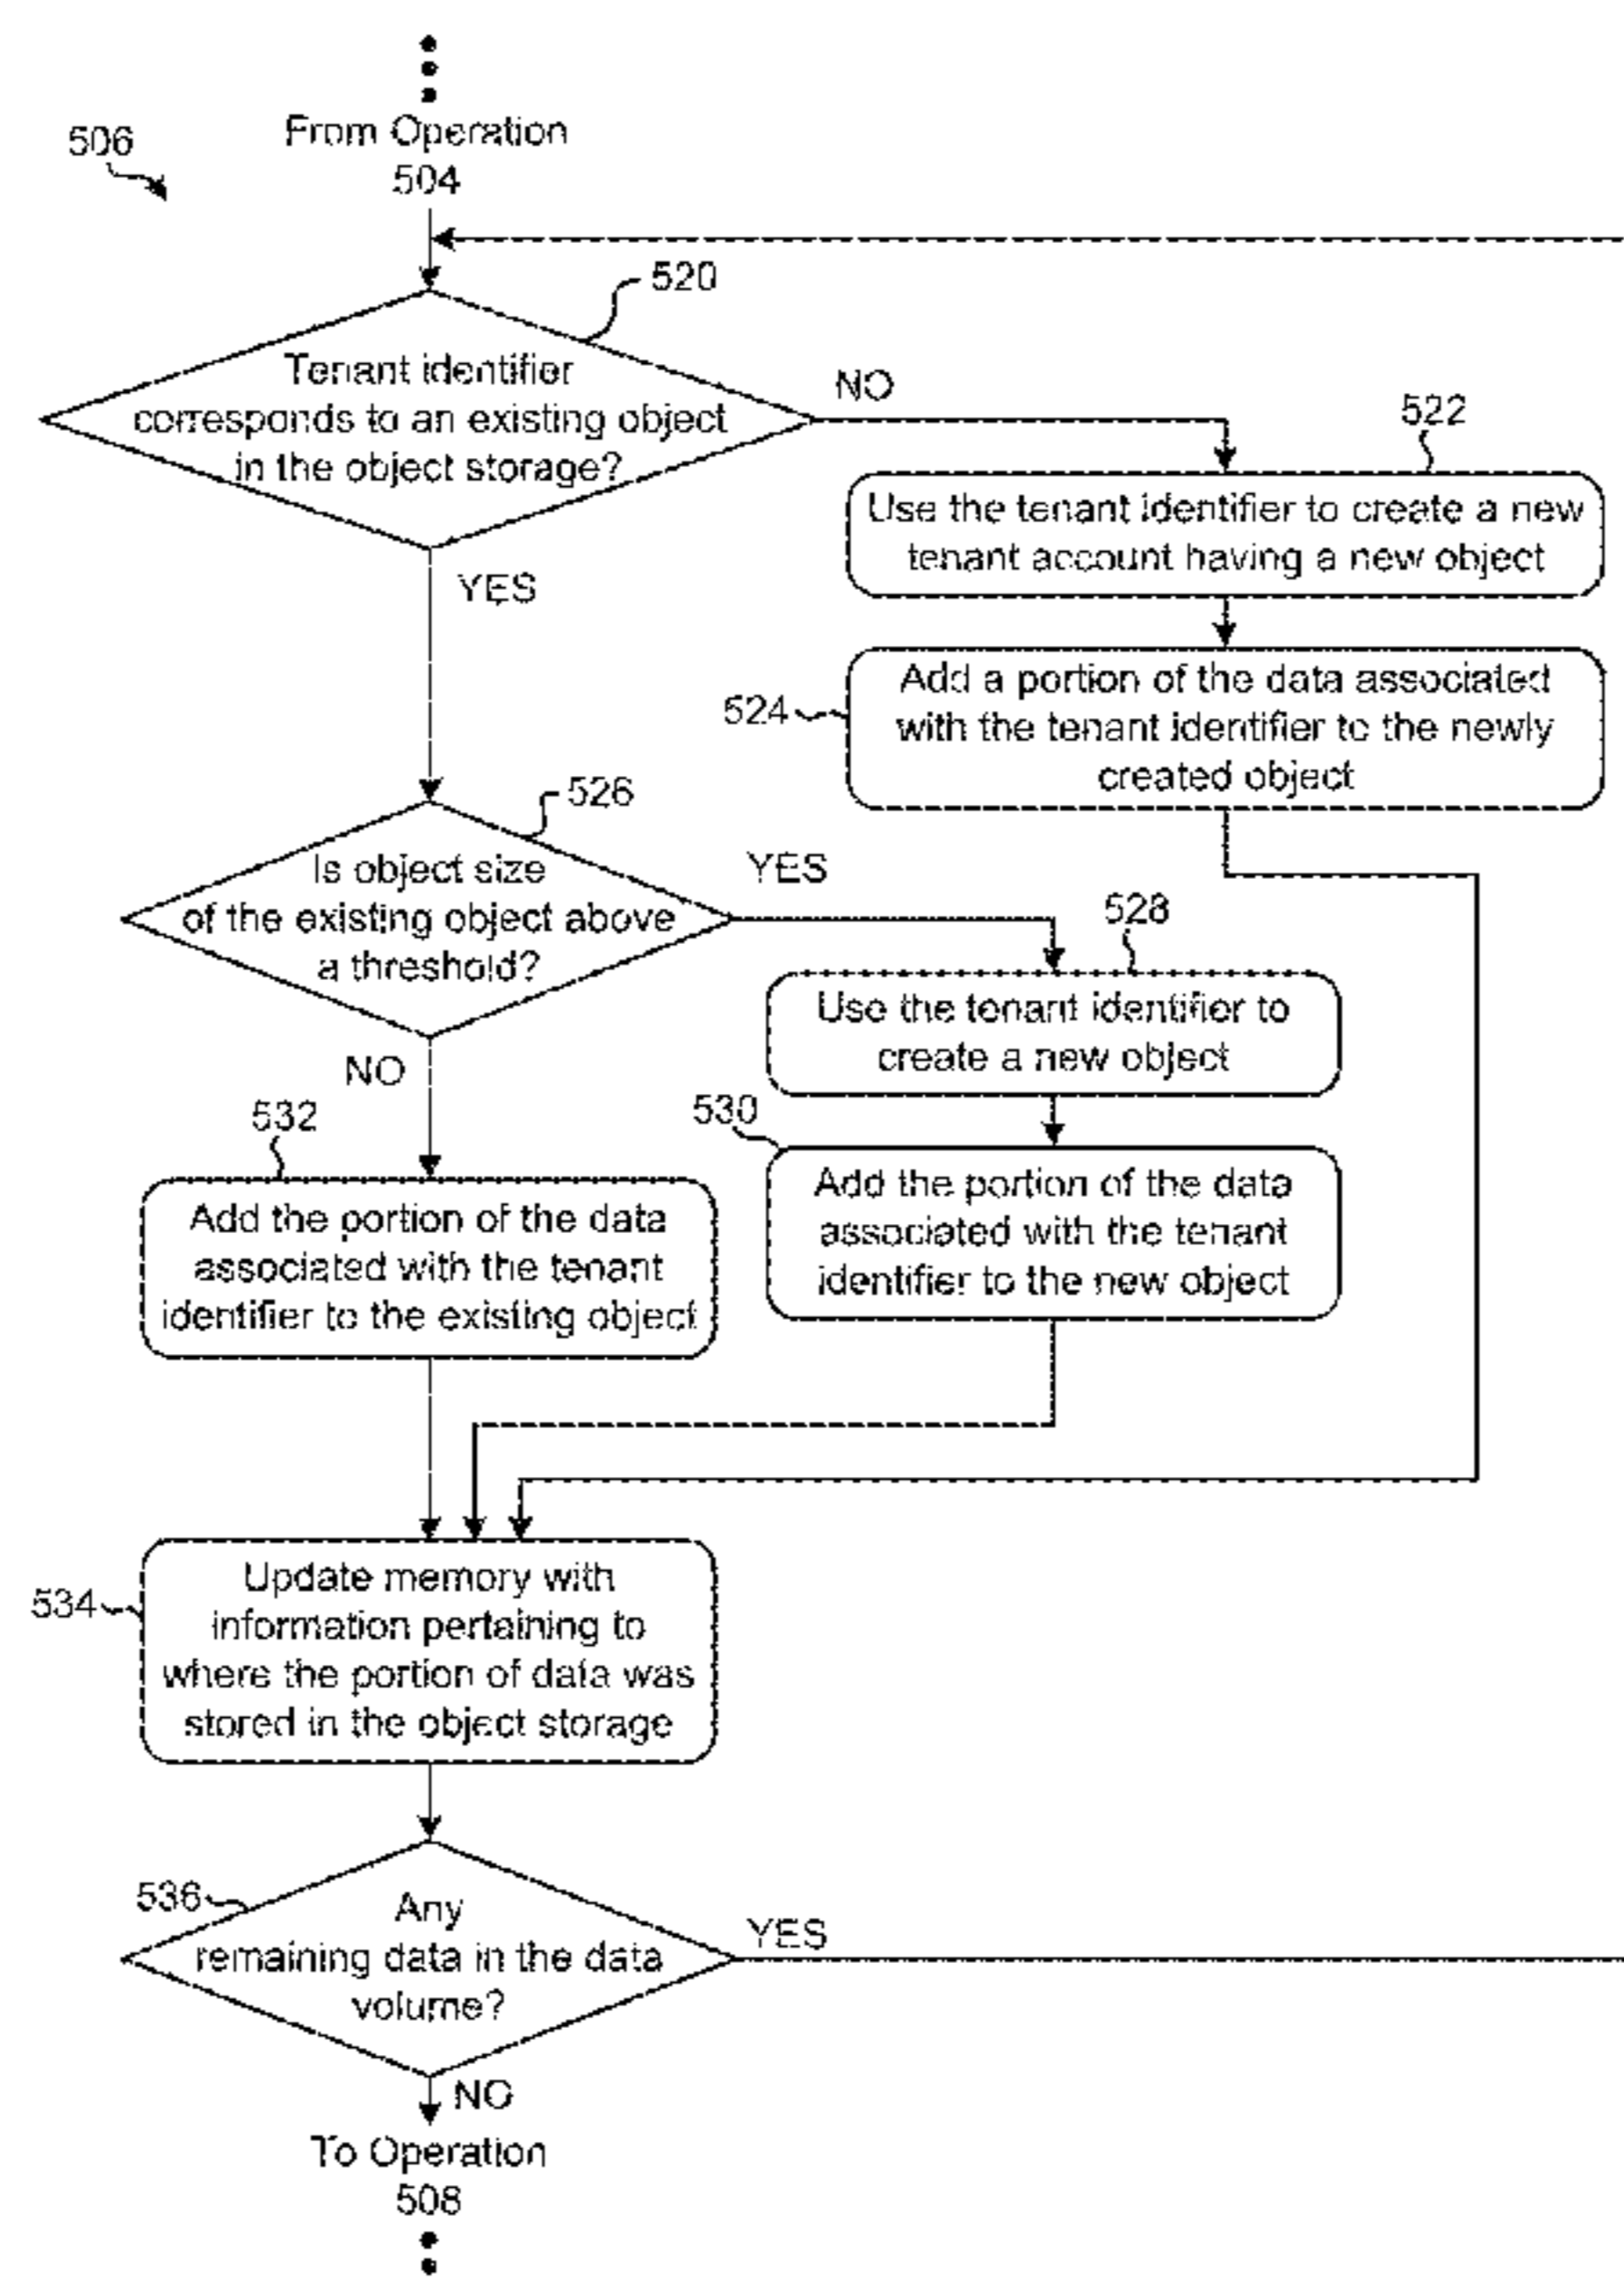 From Operation
504
506
520
Tenant identifier
corresponds to an existing object
in the object storage?
NO
YES
522
Use the tenant identifier to create a new
tenant account having a new object
524
Add a portion of the data associated
with the tenant identifier to the newly
created object
526
Is object size
of the existing object above
a threshold?
YES
NO
528
Use the tenant identifier to
create a new object
530
Add the portion of the data
associated with the tenant
identifier to the new object
532
Add the portion of the data
associated with the tenant
identifier to the existing object
534
Update memory with
information pertaining to
where the portion of data was
stored in the object storage
536
Any
remaining data in the data
volume?
YES
NO
To Operation
508